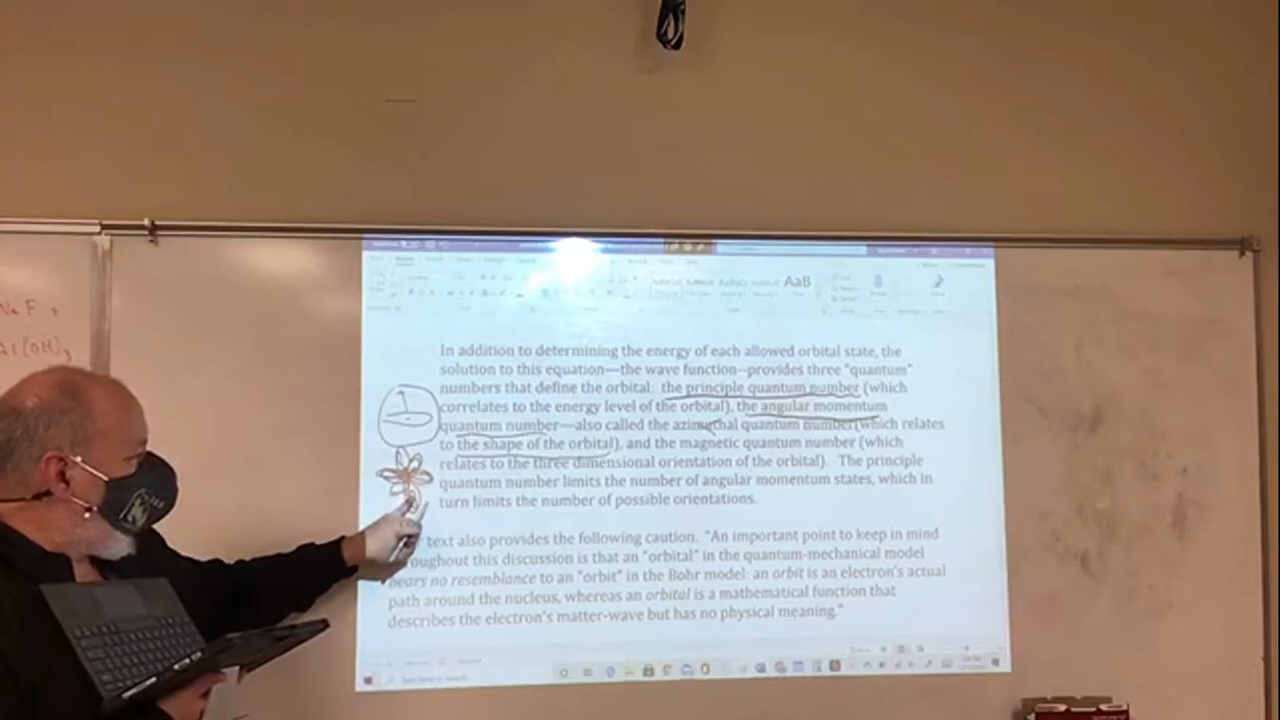 Na F
Al(OH)3
AaB
In addition to determining the energy of each allowed orbital state, the
solution to this equation—the wave function—provides three "quantum"
numbers that define the orbital: the principle quantum number (which
correlates to the energy level of the orbital), the angular momentum
quantum number—also called the azimuthal quantum number (which relates
to the shape of the orbital), and the magnetic quantum number (which
relates to the three dimensional orientation of the orbital). The principle
quantum number limits the number of angular momentum states, which in
turn limits the number of possible orientations.
text also provides the following caution. "An important point to keep in mind
roughout this discussion is that an "orbital" in the quantum-mechanical model
bears no resemblance to an "orbit" in the Bohr model: an orbit is an electron's actual
path around the nucleus, whereas an orbital is a mathematical function that
describes the electron's matter-wave but has no physical meaning."